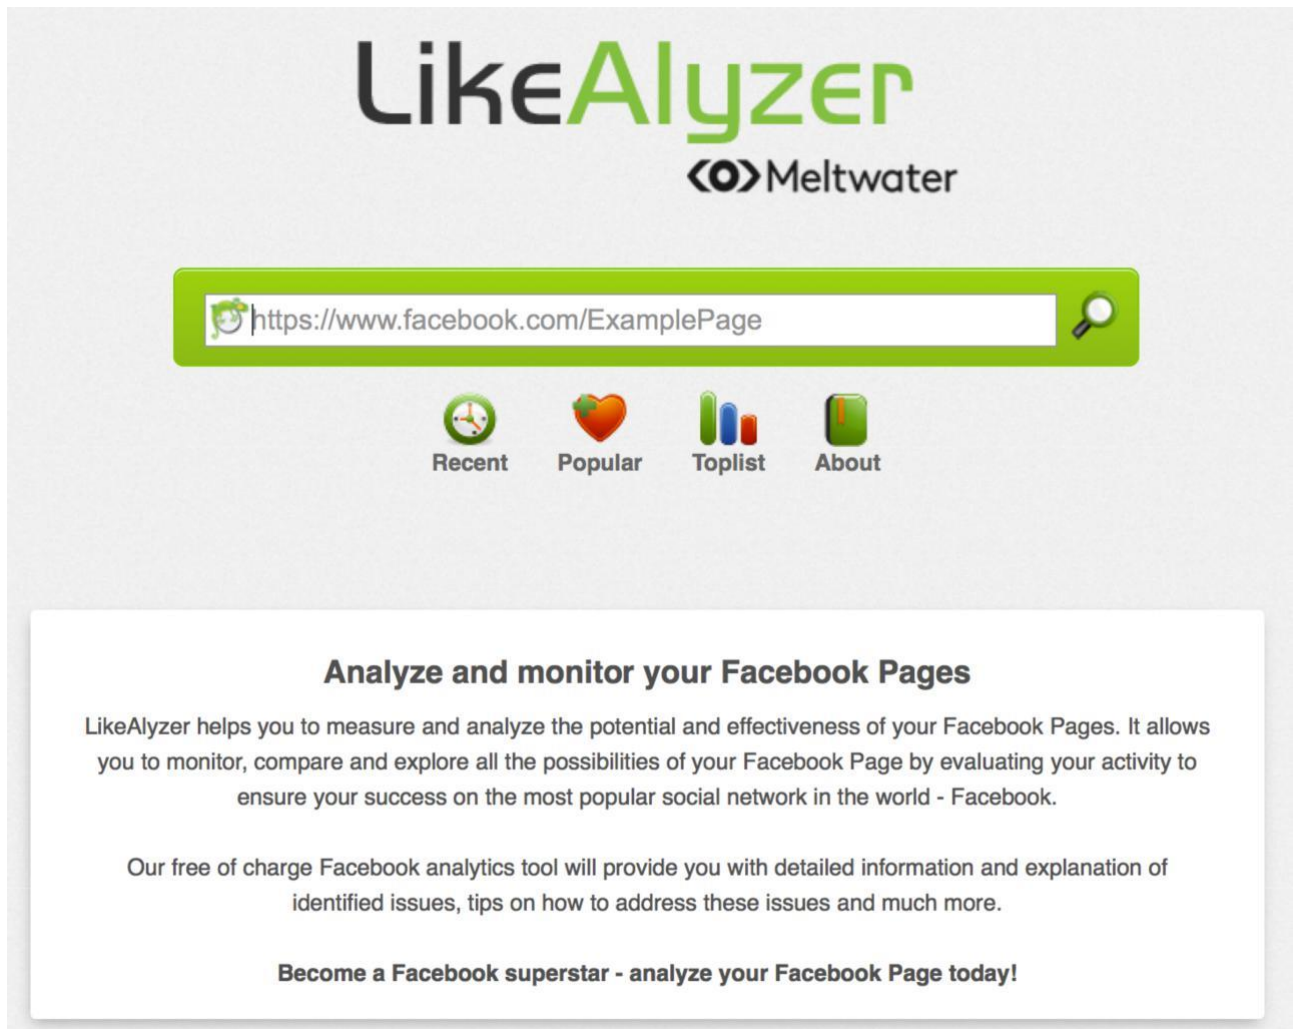 LikeAlyzer
Meltwater
https://www.facebook.com/ExamplePage
Recent Popular Toplist About
Analyze and monitor your Facebook Pages
LikeAlyzer helps you to measure and analyze the potential and effectiveness of your Facebook Pages. It allows
you to monitor, compare and explore all the possibilities of your Facebook Page by evaluating your activity to
ensure your success on the most popular social network in the world - Facebook.
Our free of charge Facebook analytics tool will provide you with detailed information and explanation of
identified issues, tips on how to address these issues and much more.
Become a Facebook superstar - analyze your Facebook Page today!